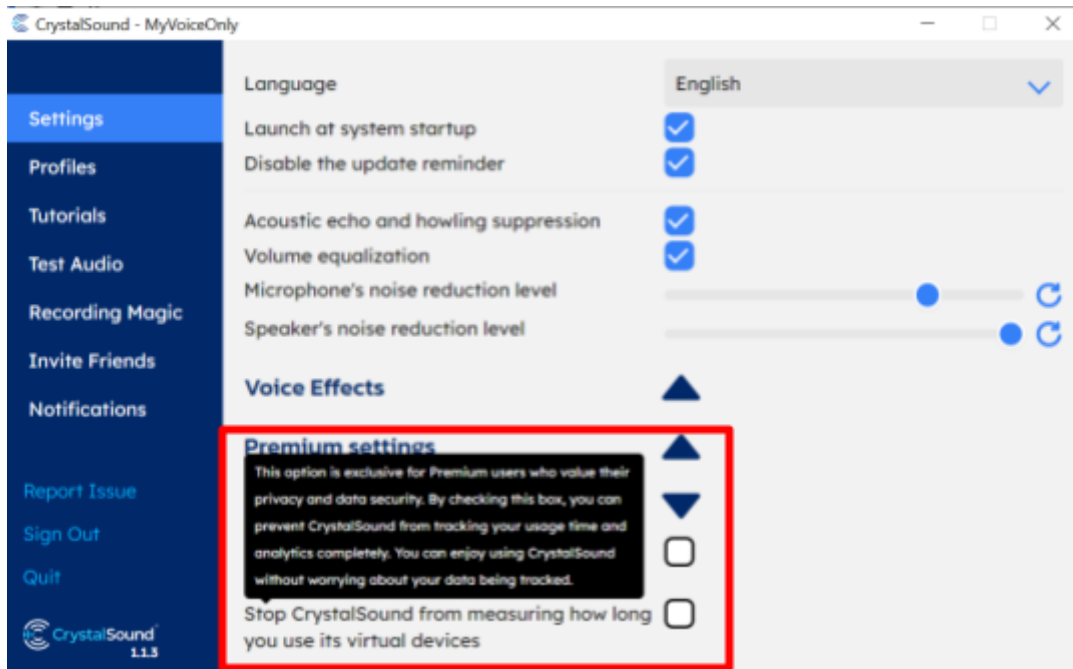 CrystalSound - MyVoiceOnly
Settings
Profiles
Tutorials
Test Audio
Recording Magic
Invite Friends
Notifications
Report Issue
Sign Out
Quit
CrystalSound
1.1.3
Language
English
Launch at system startup
Disable the update reminder
Acoustic echo and howling suppression
Volume equalization
Microphone's noise reduction level
Speaker's noise reduction level
Voice Effects
Premium settings
This option is exclusive for Premium users who value their
privacy and data security. By checking this box, you can
prevent CrystalSound from tracking your usage time and
analytics completely. You can enjoy using CrystalSound
without worrying about your data being tracked.
Stop CrystalSound from measuring how long
you use its virtual devices